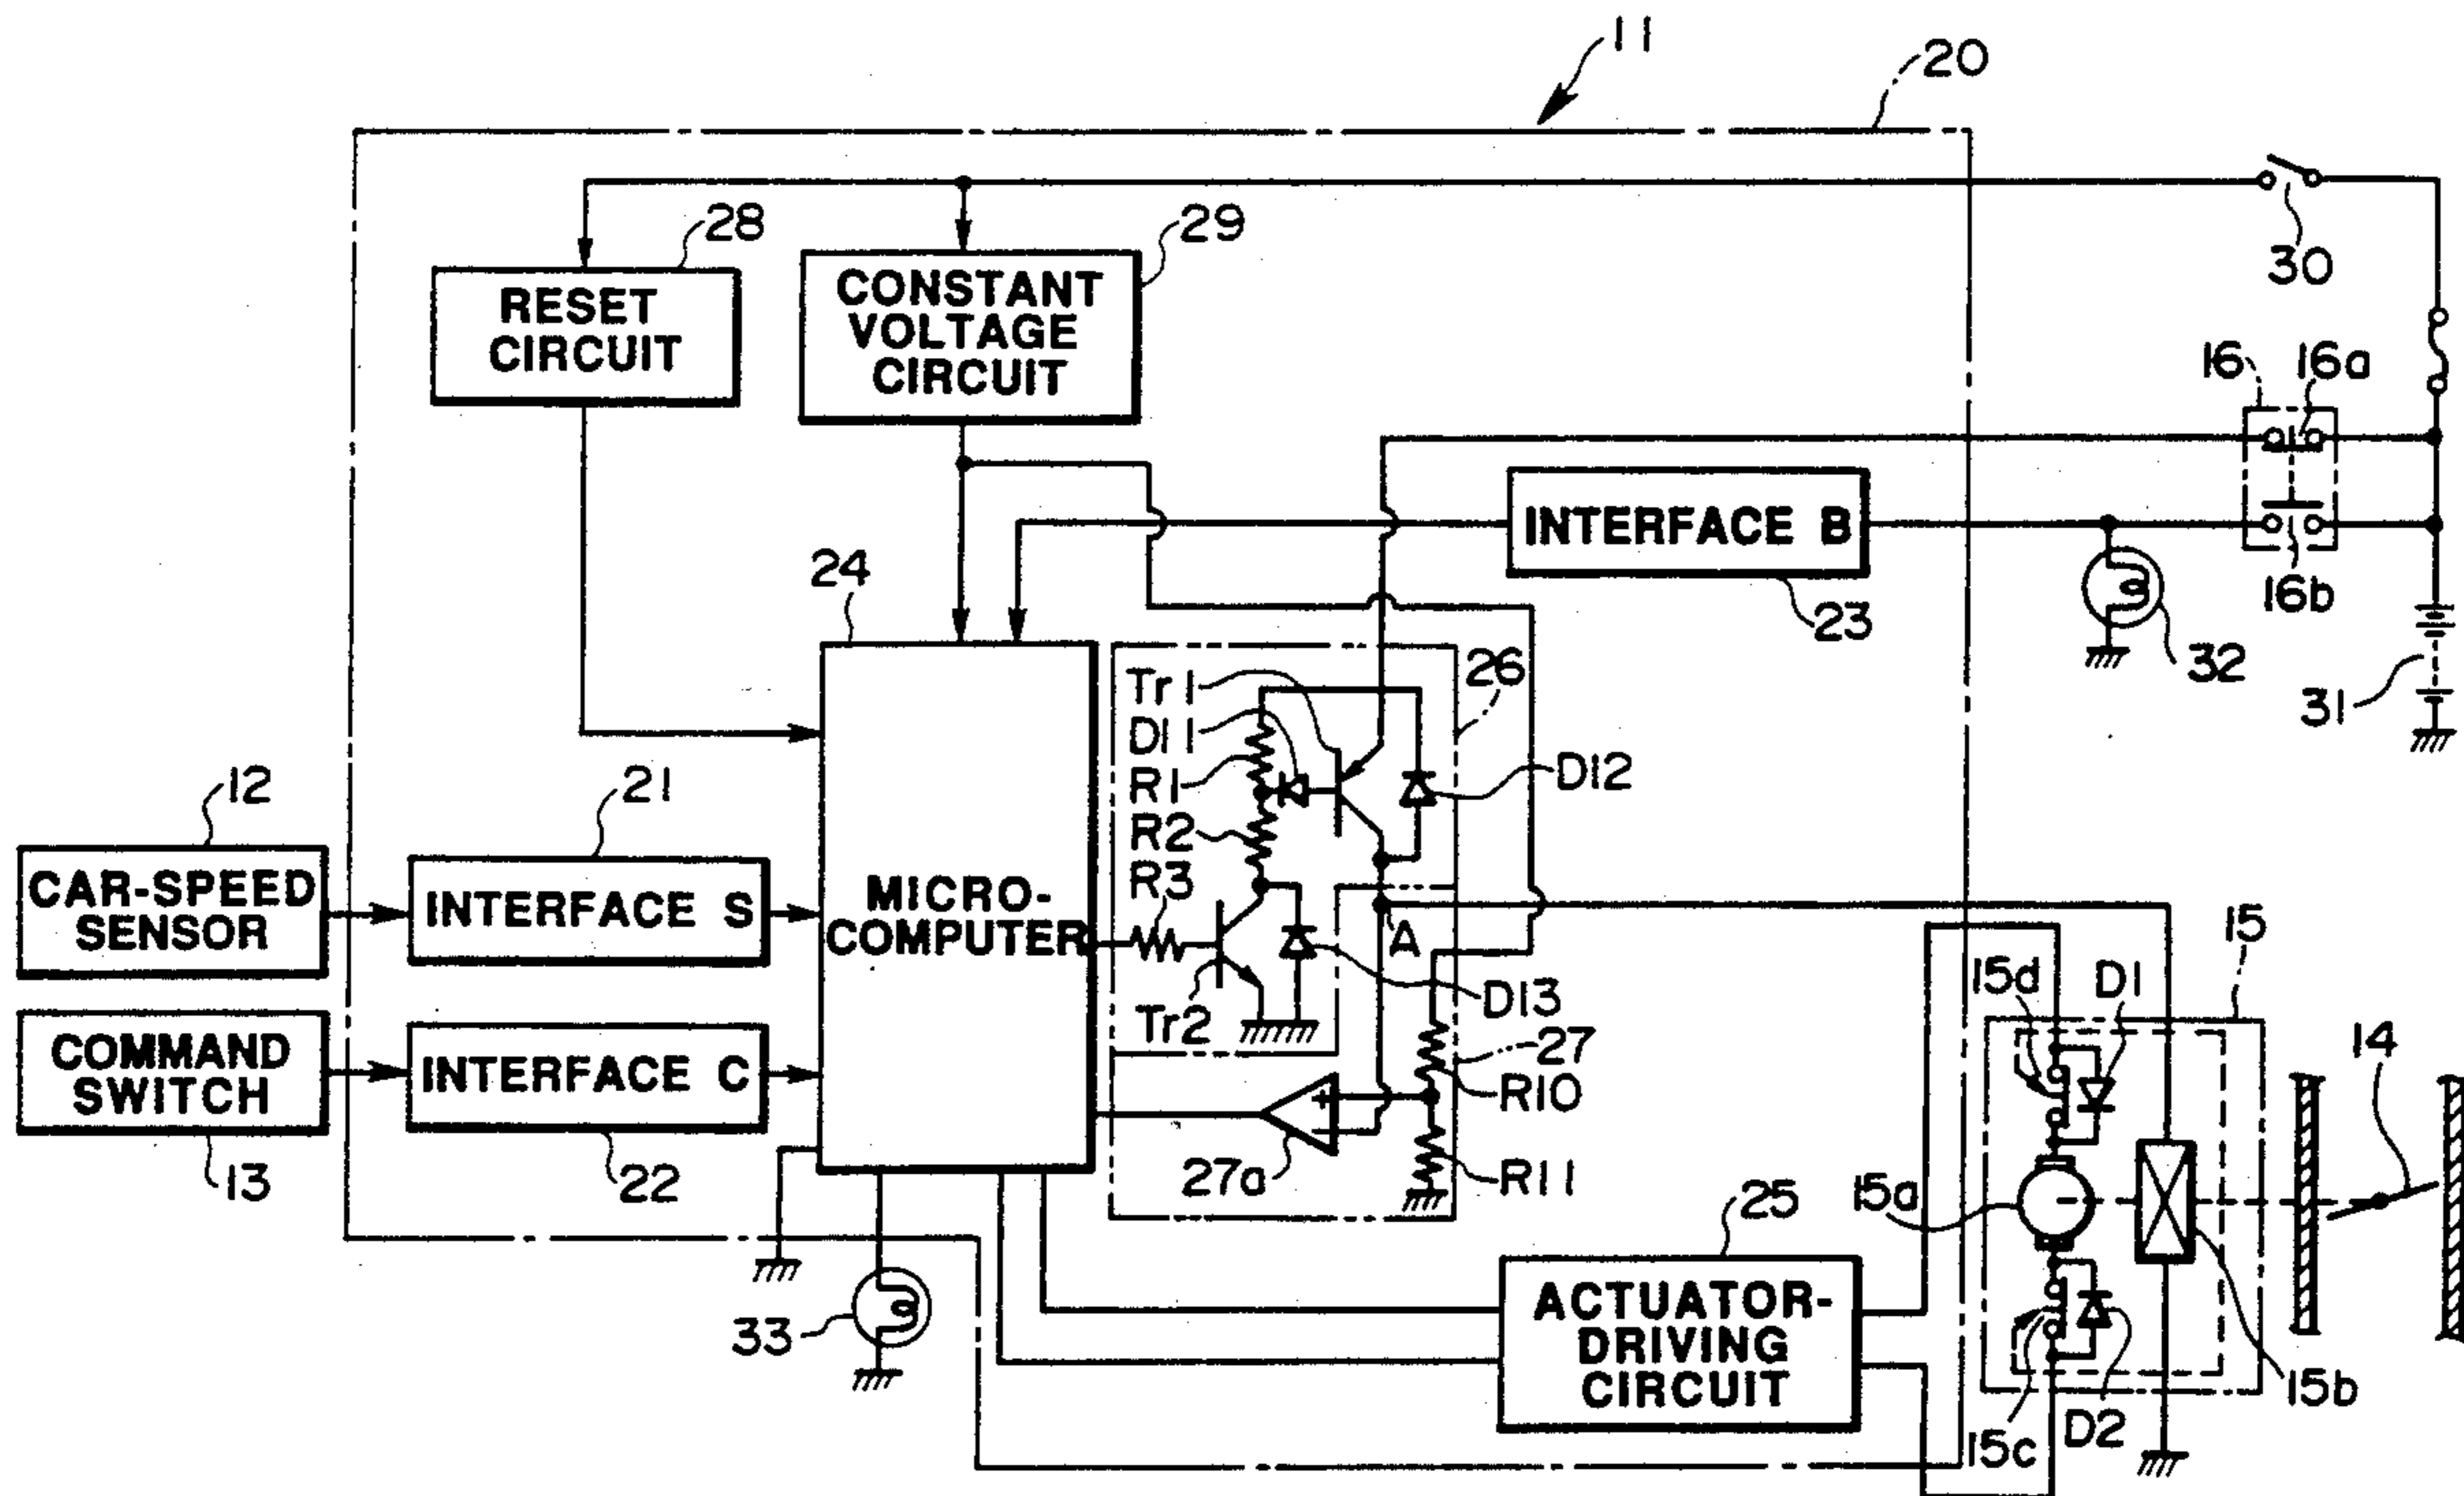 11
20
30
28
29
RESET
CIRCUIT
CONSTANT
VOLTAGE
CIRCUIT
16
16a
16b
INTERFACE B
23
32
31
24
26
Tr1
D11
R1
R2
R3
D12
12
21
CAR-SPEED
SENSOR
INTERFACE S
MICRO-
COMPUTER
A
15
15d
D1
Tr2
D13
14
COMMAND
SWITCH
INTERFACE C
27
R10
+
−
27a
R11
13
22
15a
25
33
ACTUATOR-
DRIVING
CIRCUIT
15b
15c
D2